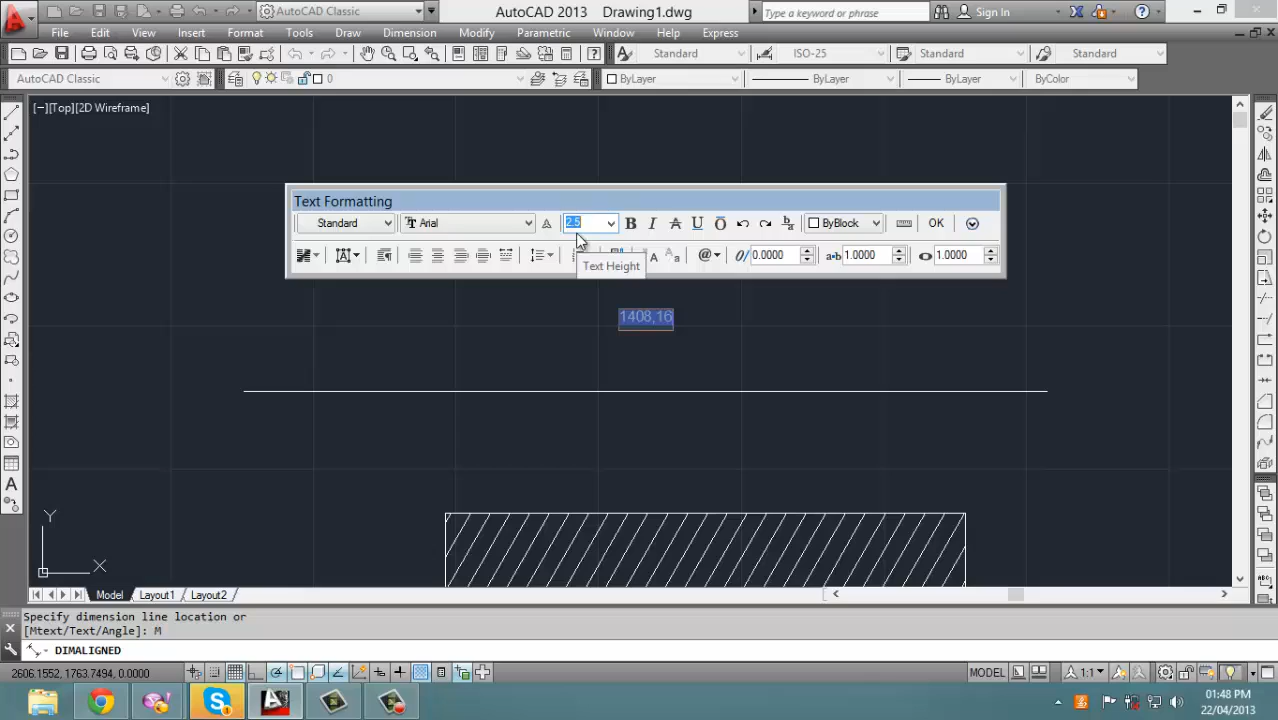 AutoCAD Classic
AutoCAD 2013 Drawing1.dwg
Type a keyword or phrase
Sign In
File Edit View Insert Format Tools Draw Dimension Modify Parametric Window Help Express
Standard ISO-25 Standard Standard
AutoCAD Classic 0 ByLayer ByLayer ByLayer ByColor
[−][Top][2D Wireframe]
Text Formatting
Standard Arial 2.5 B I A U O ByBlock OK
@ 0/ 0.0000 a•b 1.0000 1.0000
Text Height
1408,16
Y
X
Model Layout1 Layout2
Specify dimension line location or
[Mtext/Text/Angle]: M
DIMALIGNED
2606.1552, 1763.7494, 0.0000 MODEL 1:1
01:48 PM
22/04/2013